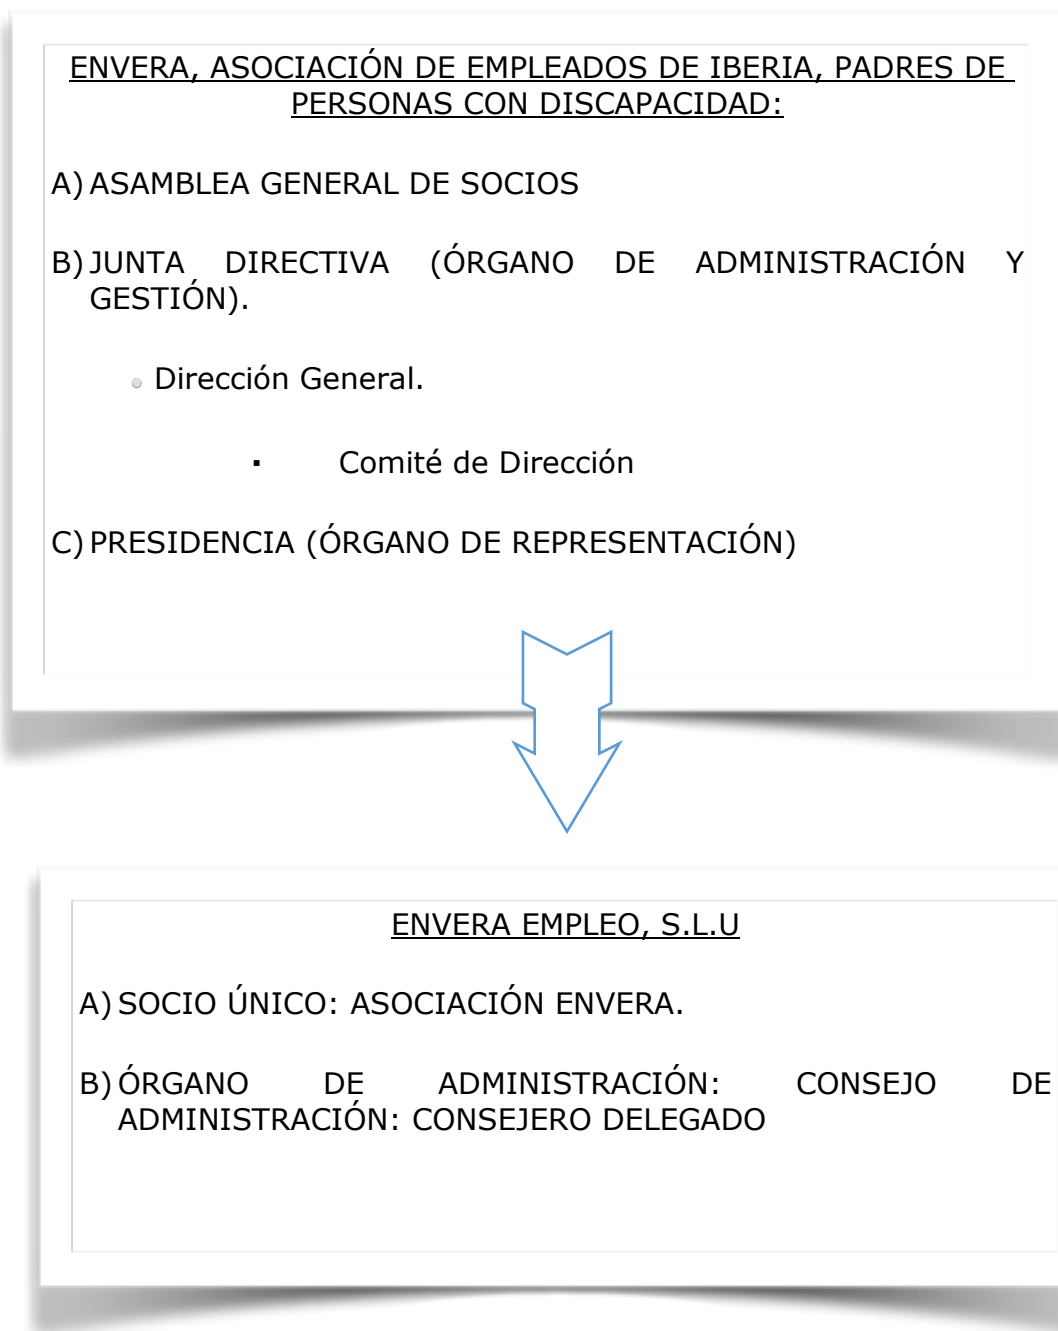 ENVERA, ASOCIACIÓN DE EMPLEADOS DE IBERIA, PADRES DE
PERSONAS CON DISCAPACIDAD:
A) ASAMBLEA GENERAL DE SOCIOS
B) JUNTA DIRECTIVA (ÓRGANO DE ADMINISTRACIÓN Y
GESTIÓN).
• Dirección General.
▪ Comité de Dirección
C) PRESIDENCIA (ÓRGANO DE REPRESENTACIÓN)
ENVERA EMPLEO, S.L.U
A) SOCIO ÚNICO: ASOCIACIÓN ENVERA.
B) ÓRGANO DE ADMINISTRACIÓN: CONSEJO DE
ADMINISTRACIÓN: CONSEJERO DELEGADO